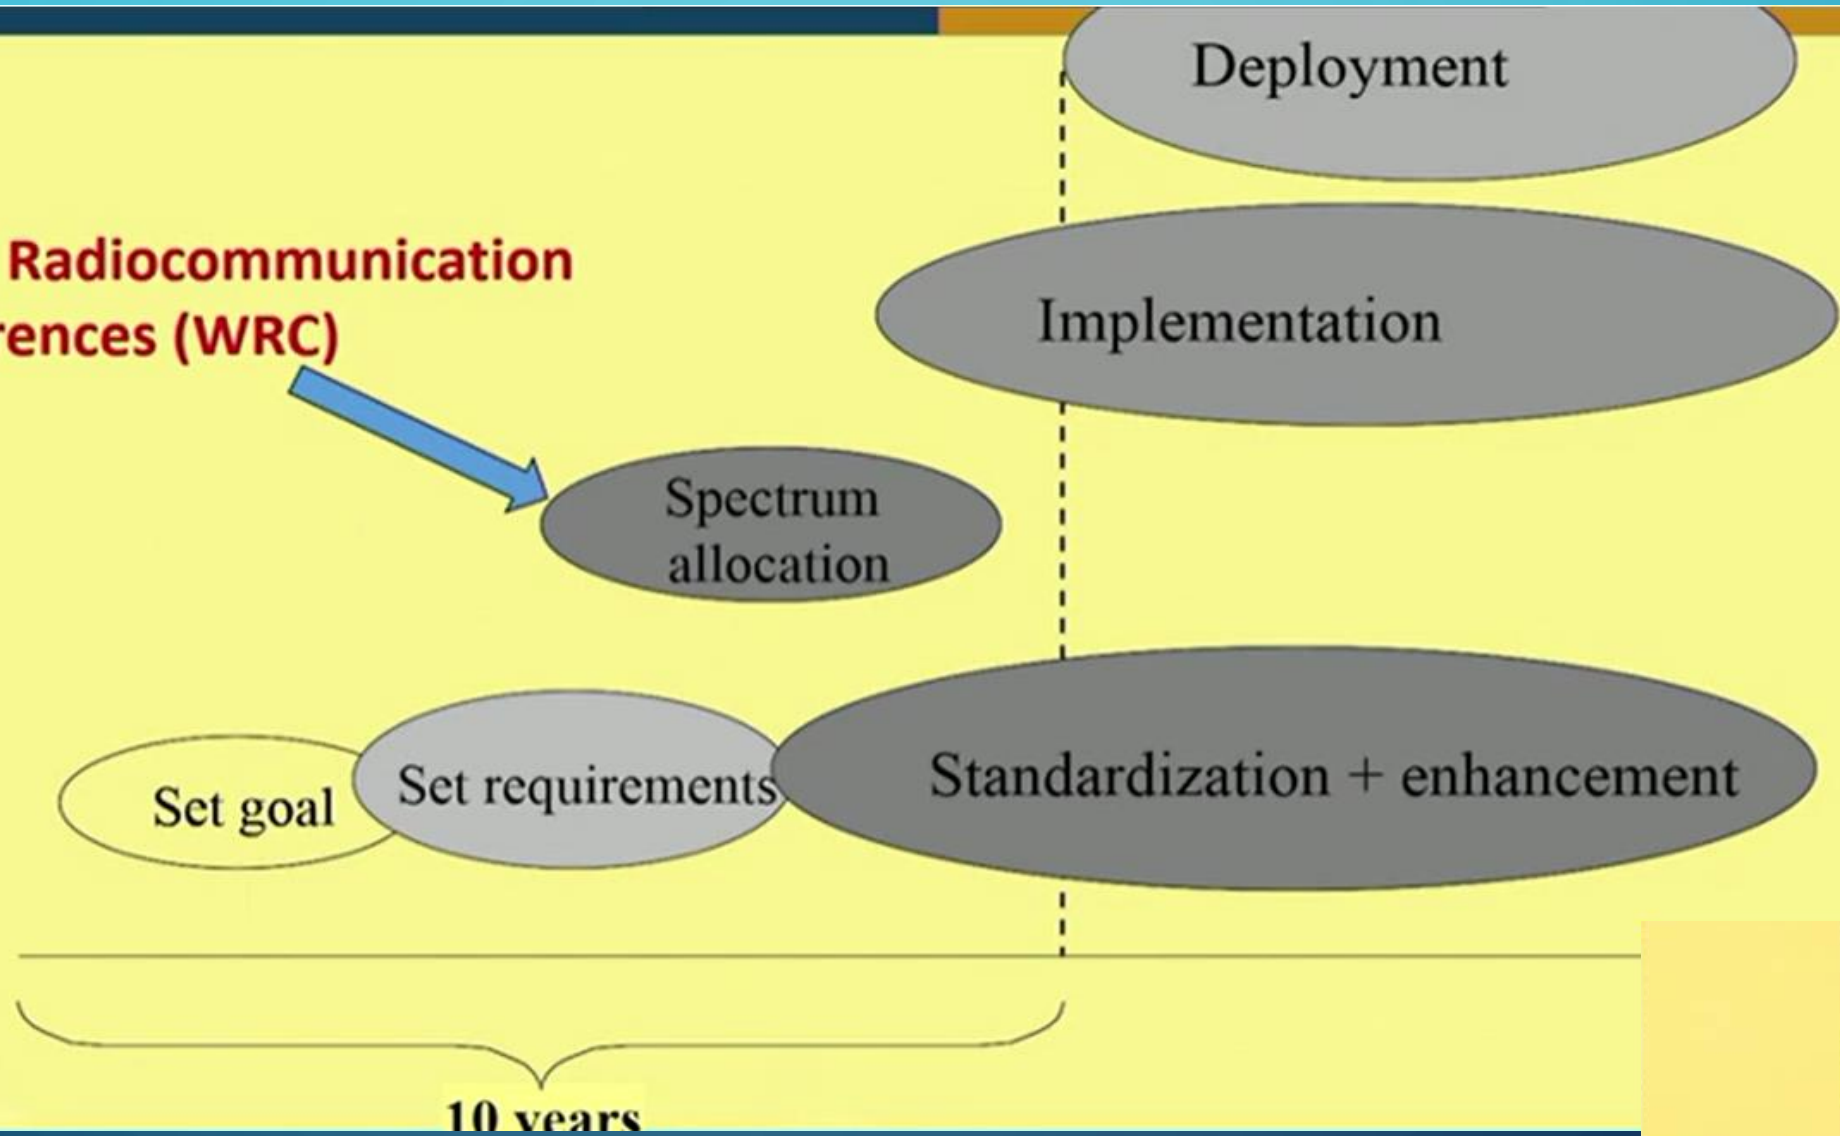 Deployment
Radiocommunication
rences (WRC)
Implementation
Spectrum
allocation
Set goal
Set requirements
Standardization + enhancement
10 years